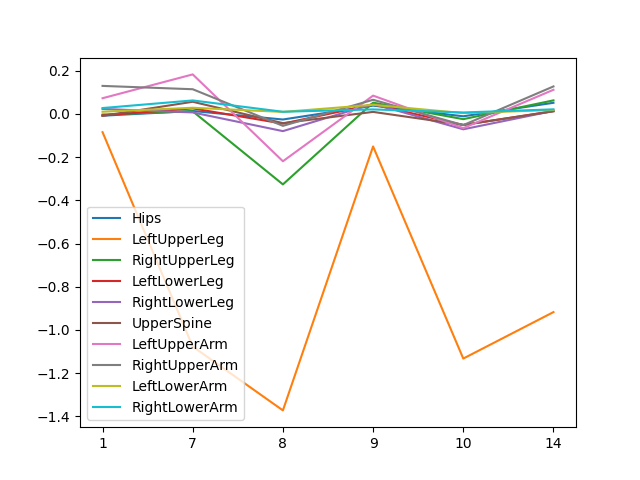 0.2
0.0
−0.2
−0.4
−0.6
−0.8
−1.0
−1.2
−1.4
Hips
LeftUpperLeg
RightUpperLeg
LeftLowerLeg
RightLowerLeg
UpperSpine
LeftUpperArm
RightUpperArm
LeftLowerArm
RightLowerArm
1 7 8 9 10 14